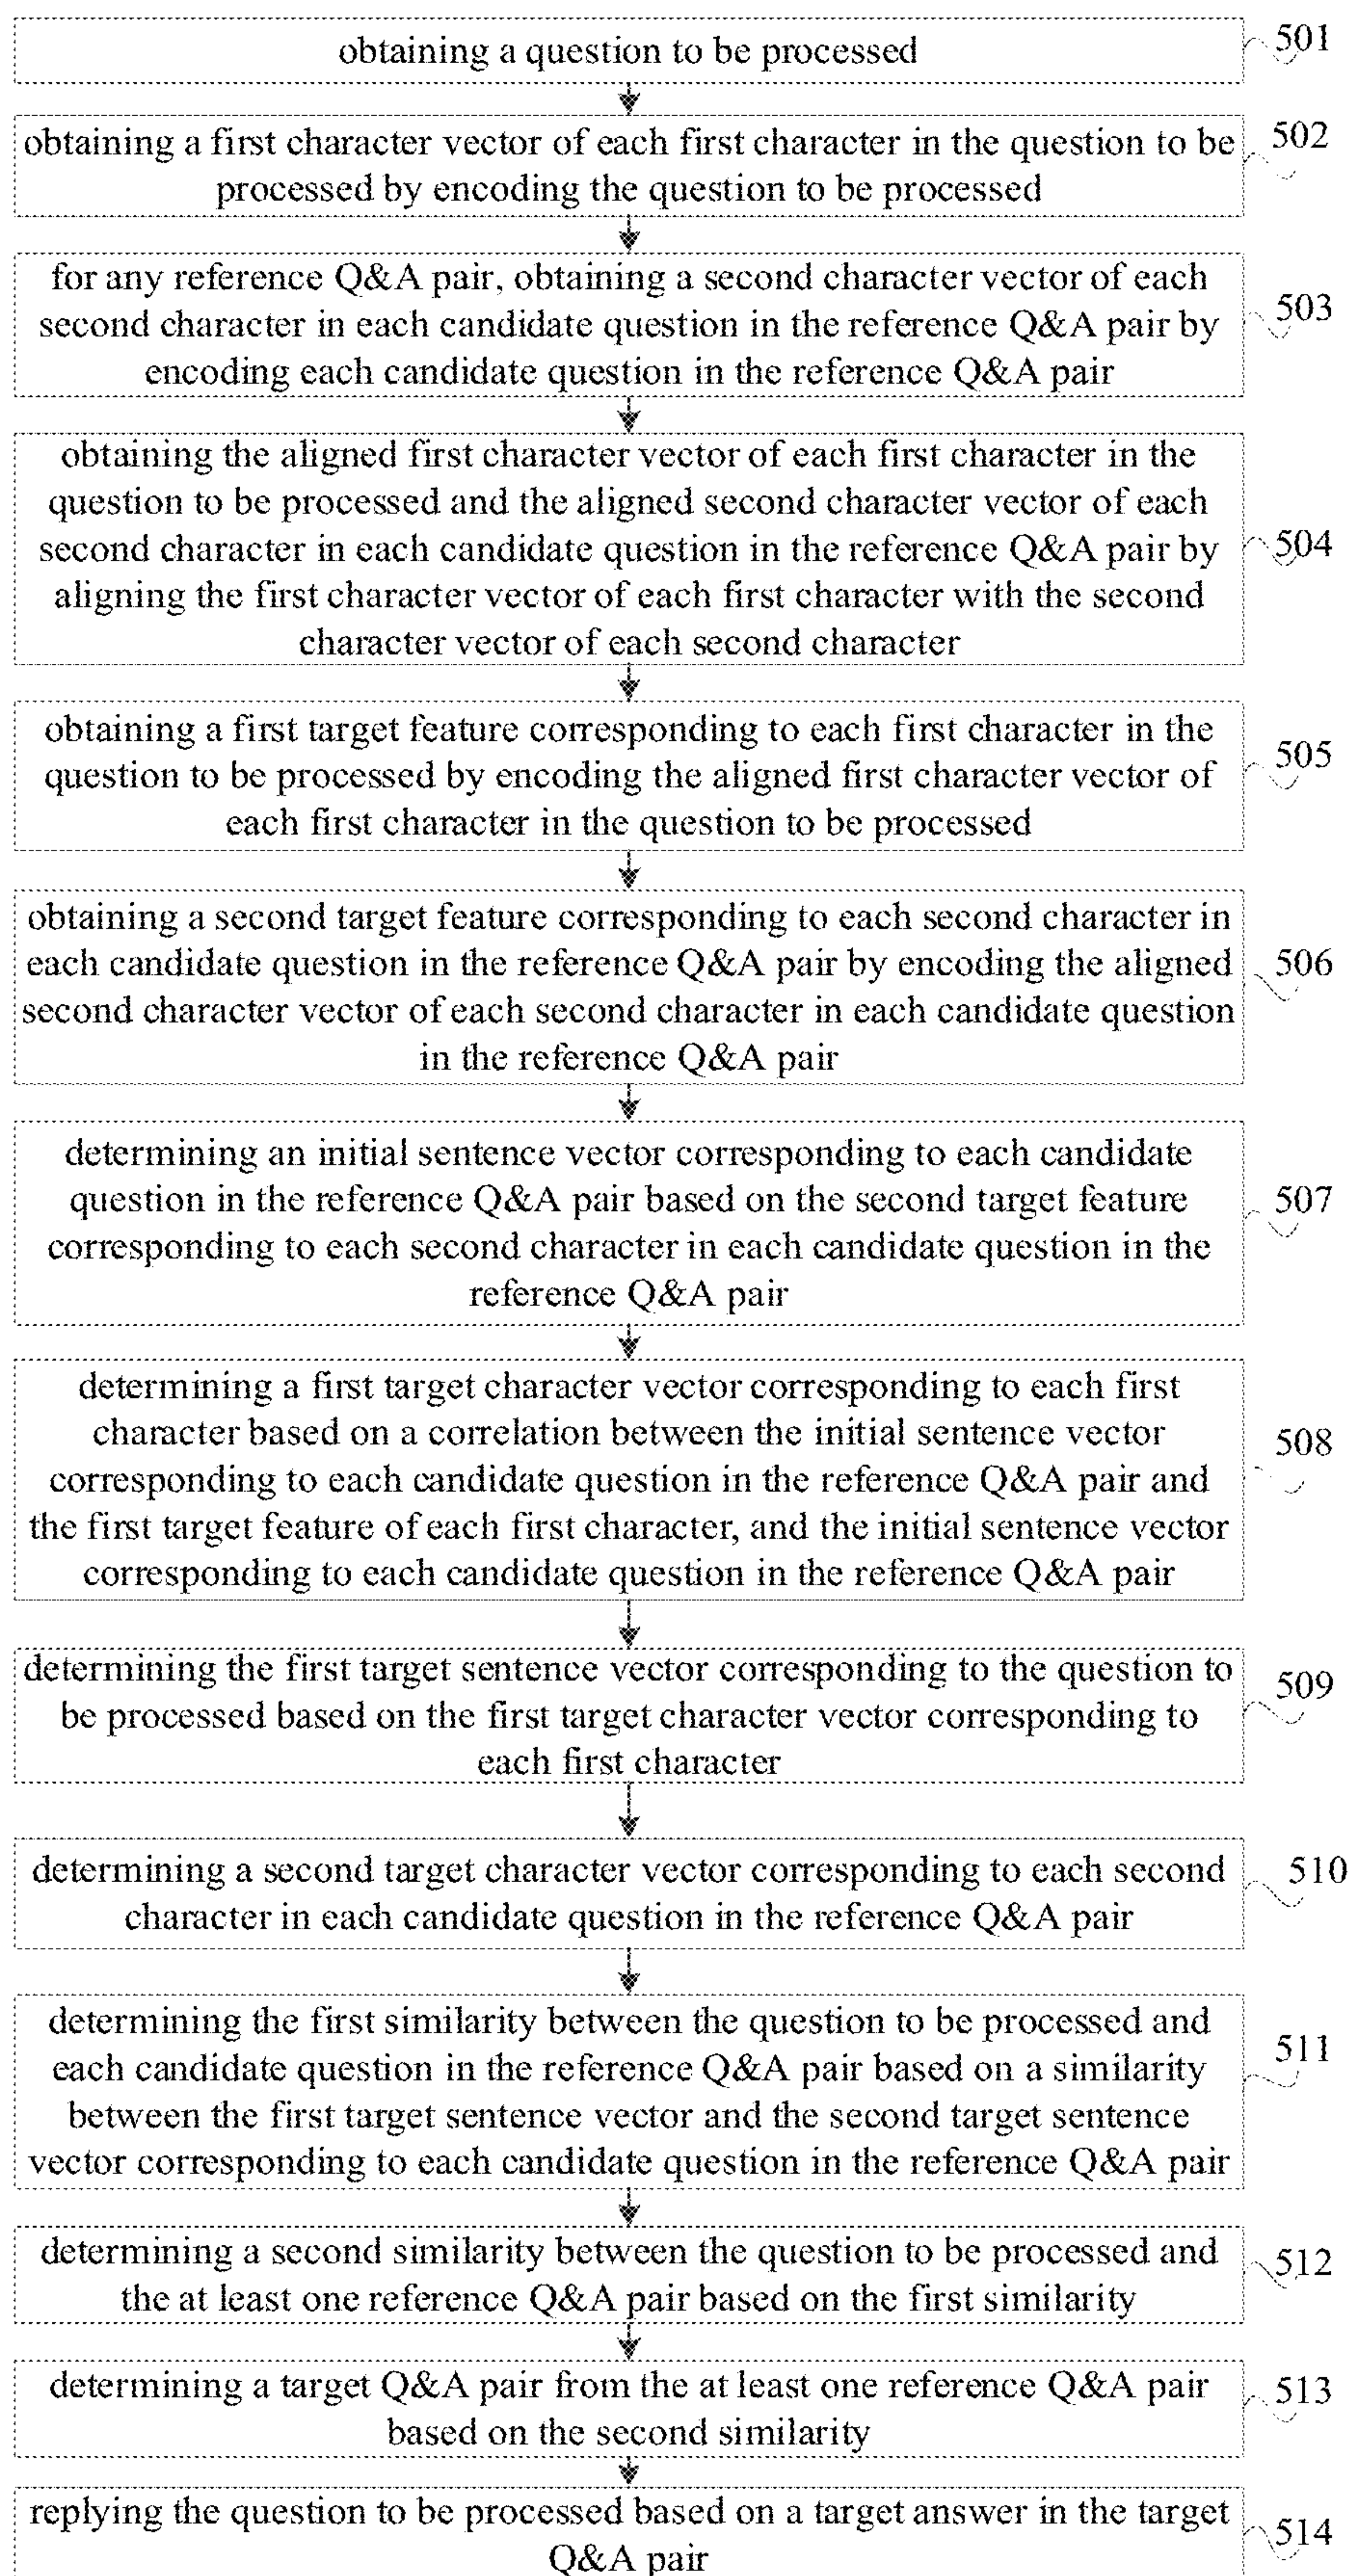 obtaining a question to be processed
501
obtaining a first character vector of each first character in the question to be
processed by encoding the question to be processed
502
for any reference Q&A pair, obtaining a second character vector of each
second character in each candidate question in the reference Q&A pair by
encoding each candidate question in the reference Q&A pair
503
obtaining the aligned first character vector of each first character in the
question to be processed and the aligned second character vector of each
second character in each candidate question in the reference Q&A pair by
aligning the first character vector of each first character with the second
character vector of each second character
504
obtaining a first target feature corresponding to each first character in the
question to be processed by encoding the aligned first character vector of
each first character in the question to be processed
505
obtaining a second target feature corresponding to each second character in
each candidate question in the reference Q&A pair by encoding the aligned
second character vector of each second character in each candidate question
in the reference Q&A pair
506
determining an initial sentence vector corresponding to each candidate
question in the reference Q&A pair based on the second target feature
corresponding to each second character in each candidate question in the
reference Q&A pair
507
determining a first target character vector corresponding to each first
character based on a correlation between the initial sentence vector
corresponding to each candidate question in the reference Q&A pair and
the first target feature of each first character, and the initial sentence vector
corresponding to each candidate question in the reference Q&A pair
508
determining the first target sentence vector corresponding to the question to
be processed based on the first target character vector corresponding to
each first character
509
determining a second target character vector corresponding to each second
character in each candidate question in the reference Q&A pair
510
determining the first similarity between the question to be processed and
each candidate question in the reference Q&A pair based on a similarity
between the first target sentence vector and the second target sentence
vector corresponding to each candidate question in the reference Q&A pair
511
determining a second similarity between the question to be processed and
the at least one reference Q&A pair based on the first similarity
512
determining a target Q&A pair from the at least one reference Q&A pair
based on the second similarity
513
replying the question to be processed based on a target answer in the target
Q&A pair
514